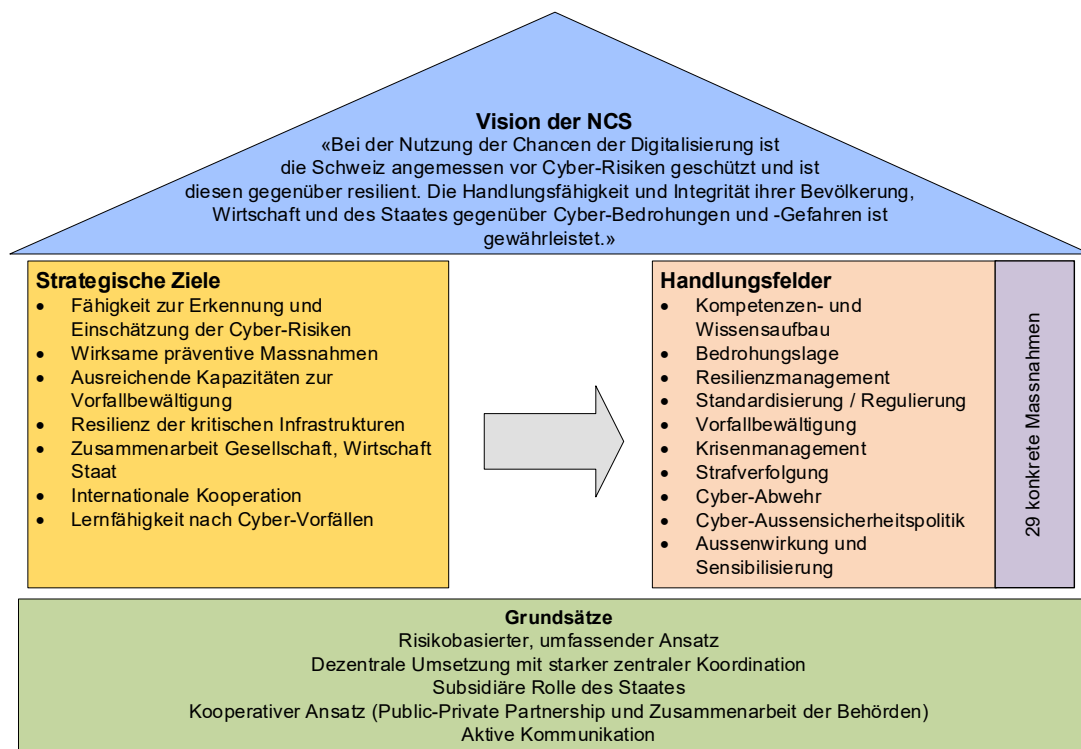 Vision der NCS
«Bei der Nutzung der Chancen der Digitalisierung ist
die Schweiz angemessen vor Cyber-Risiken geschützt und ist
diesen gegenüber resilient. Die Handlungsfähigkeit und Integrität ihrer Bevölkerung,
Wirtschaft und des Staates gegenüber Cyber-Bedrohungen und -Gefahren ist
gewährleistet.»
Strategische Ziele
• Fähigkeit zur Erkennung und
Einschätzung der Cyber-Risiken
• Wirksame präventive Massnahmen
• Ausreichende Kapazitäten zur
Vorfallbewältigung
• Resilienz der kritischen Infrastrukturen
• Zusammenarbeit Gesellschaft, Wirtschaft
Staat
• Internationale Kooperation
• Lernfähigkeit nach Cyber-Vorfällen
Handlungsfelder
• Kompetenzen- und
Wissensaufbau
• Bedrohungslage
• Resilienzmanagement
• Standardisierung / Regulierung
• Vorfallbewältigung
• Krisenmanagement
• Strafverfolgung
• Cyber-Abwehr
• Cyber-Aussensicherheitspolitik
• Aussenwirkung und
Sensibilisierung
29 konkrete Massnahmen
Grundsätze
Risikobasierter, umfassender Ansatz
Dezentrale Umsetzung mit starker zentraler Koordination
Subsidiäre Rolle des Staates
Kooperativer Ansatz (Public-Private Partnership und Zusammenarbeit der Behörden)
Aktive Kommunikation